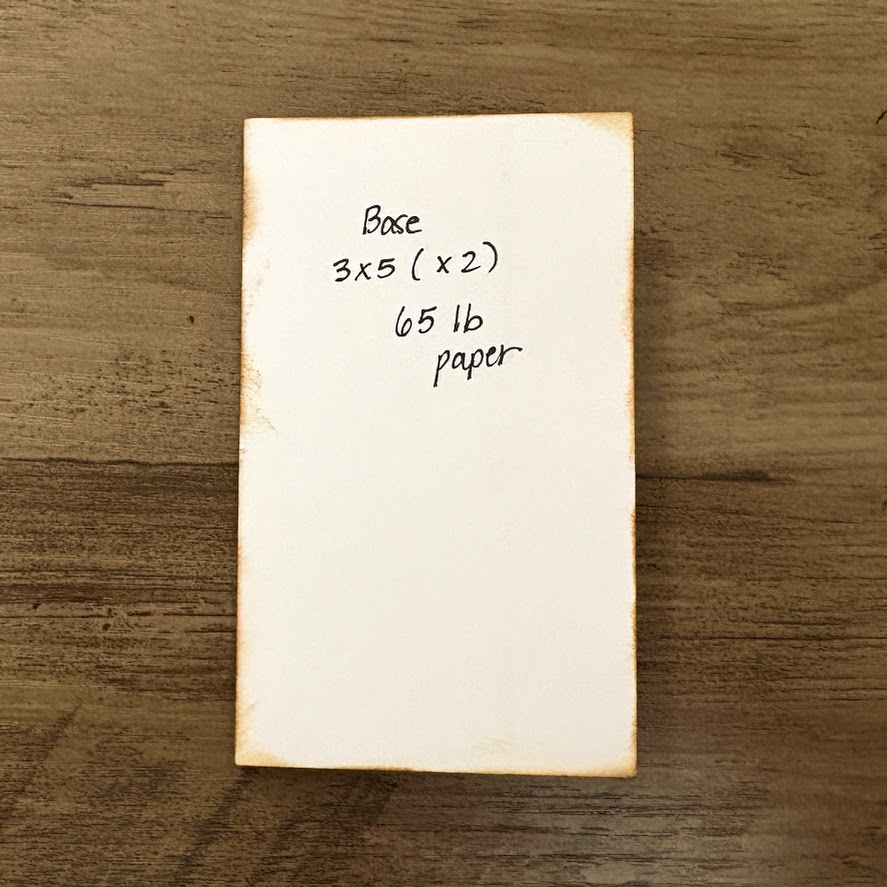 Base
3x5 (x2)
65 lb
paper